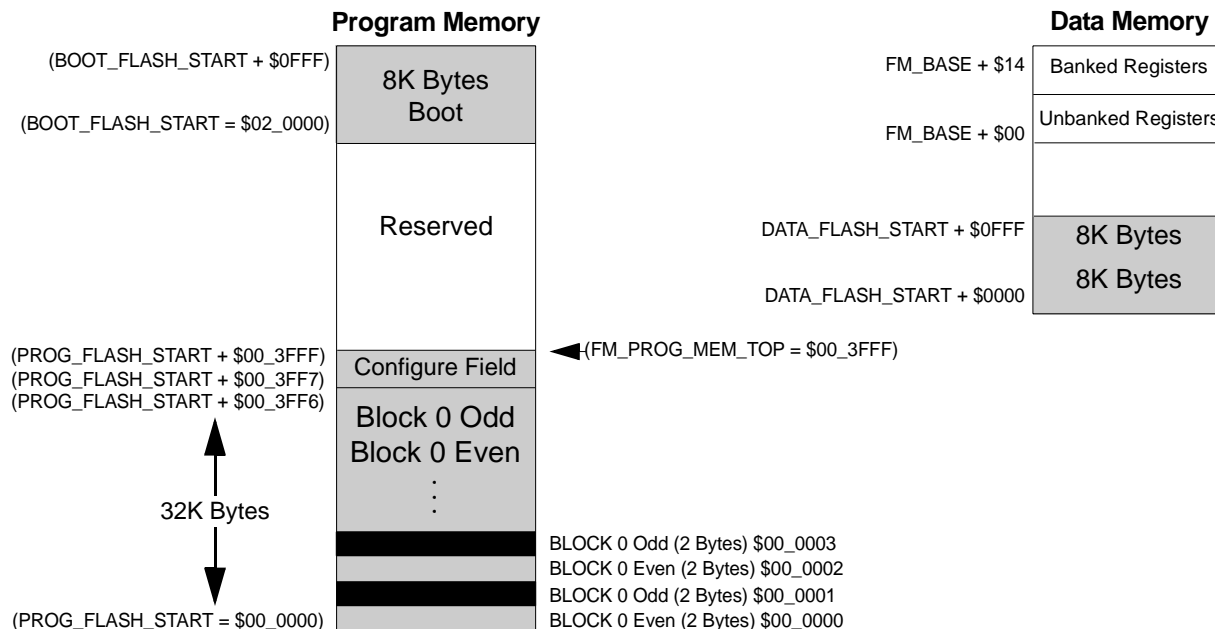 Program Memory
(BOOT_FLASH_START + $0FFF)
8K Bytes
Boot
(BOOT_FLASH_START = $02_0000)
Reserved
(PROG_FLASH_START + $00_3FFF)
Configure Field
(FM_PROG_MEM_TOP = $00_3FFF)
(PROG_FLASH_START + $00_3FF7)
(PROG_FLASH_START + $00_3FF6)
Block 0 Odd
Block 0 Even
32K Bytes
BLOCK 0 Odd (2 Bytes) $00_0003
BLOCK 0 Even (2 Bytes) $00_0002
BLOCK 0 Odd (2 Bytes) $00_0001
(PROG_FLASH_START = $00_0000)
BLOCK 0 Even (2 Bytes) $00_0000
Data Memory
FM_BASE + $14
Banked Registers
Unbanked Registers
FM_BASE + $00
DATA_FLASH_START + $0FFF
8K Bytes
8K Bytes
DATA_FLASH_START + $0000